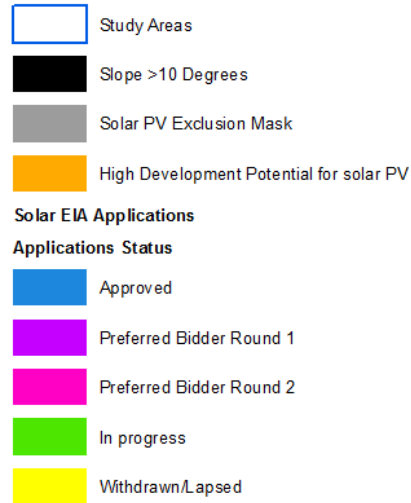 Study Areas
Slope >10 Degrees
Solar PV Exclusion Mask
High Development Potential for solar PV
Solar EIA Applications
Applications Status
Approved
Preferred Bidder Round 1
Preferred Bidder Round 2
In progress
Withdrawn/Lapsed